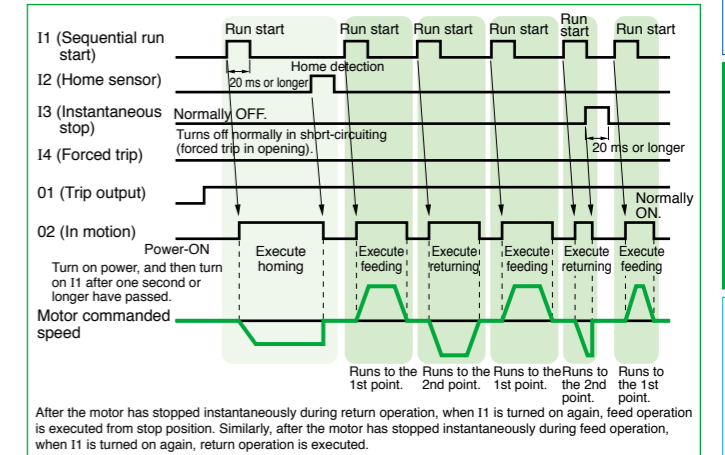 Run start
Run start
Run start
Run start
Run
start
Run start
I1 (Sequential run
start)
I2 (Home sensor)
20 ms or longer
Home detection
I3 (Instantaneous
stop)
Normally OFF.
Turns off normally in short-circuiting
(forced trip in opening).
20 ms or longer
I4 (Forced trip)
01 (Trip output)
Normally
ON.
02 (In motion)
Power-ON
Turn on power, and then turn
on I1 after one second or
longer have passed.
Execute
homing
Execute
feeding
Execute
returning
Execute
feeding
Execute
returning
Execute
feeding
Motor commanded
speed
Runs to the
1st point.
Runs to the
2nd point.
Runs to the
1st point.
Runs to
the 2nd
point.
Runs to
the 1st
point.
After the motor has stopped instantaneously during return operation, when I1 is turned on again, feed operation
is executed from stop position. Similarly, after the motor has stopped instantaneously during feed operation,
when I1 is turned on again, return operation is executed.